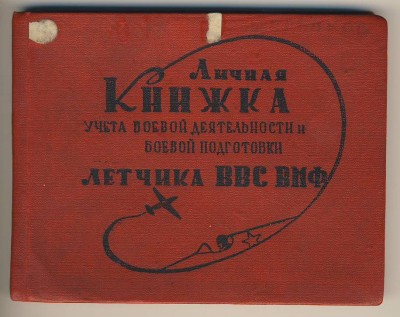 Личная
Книжка
учета боевой деятельности и
боевой подготовки
летчика ВВС ВМФ